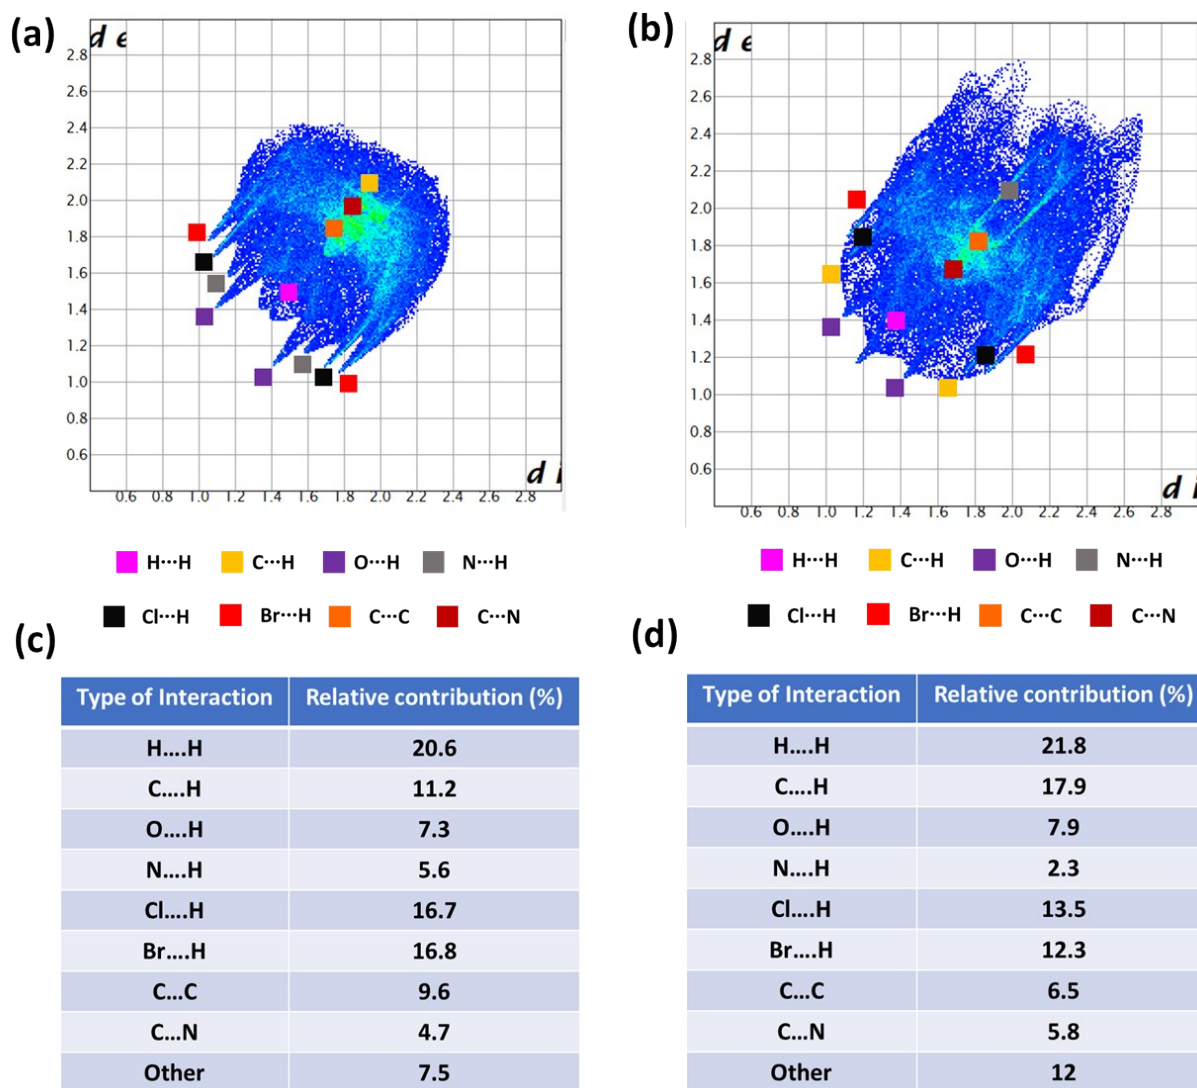 (a)
d e
2.8
2.6
2.4
2.2
2.0
1.8
1.6
1.4
1.2
1.0
0.8
0.6
d i
0.6 0.8 1.0 1.2 1.4 1.6 1.8 2.0 2.2 2.4 2.6 2.8
H···H C···H O···H N···H
Cl···H Br···H C···C C···N
(b)
d e
2.8
2.6
2.4
2.2
2.0
1.8
1.6
1.4
1.2
1.0
0.8
0.6
d i
0.6 0.8 1.0 1.2 1.4 1.6 1.8 2.0 2.2 2.4 2.6 2.8
H···H C···H O···H N···H
Cl···H Br···H C···C C···N
(c)
Type of Interaction Relative contribution (%)
H....H 20.6
C....H 11.2
O....H 7.3
N....H 5.6
Cl....H 16.7
Br....H 16.8
C...C 9.6
C...N 4.7
Other 7.5
(d)
Type of Interaction Relative contribution (%)
H....H 21.8
C....H 17.9
O....H 7.9
N....H 2.3
Cl....H 13.5
Br....H 12.3
C...C 6.5
C...N 5.8
Other 12